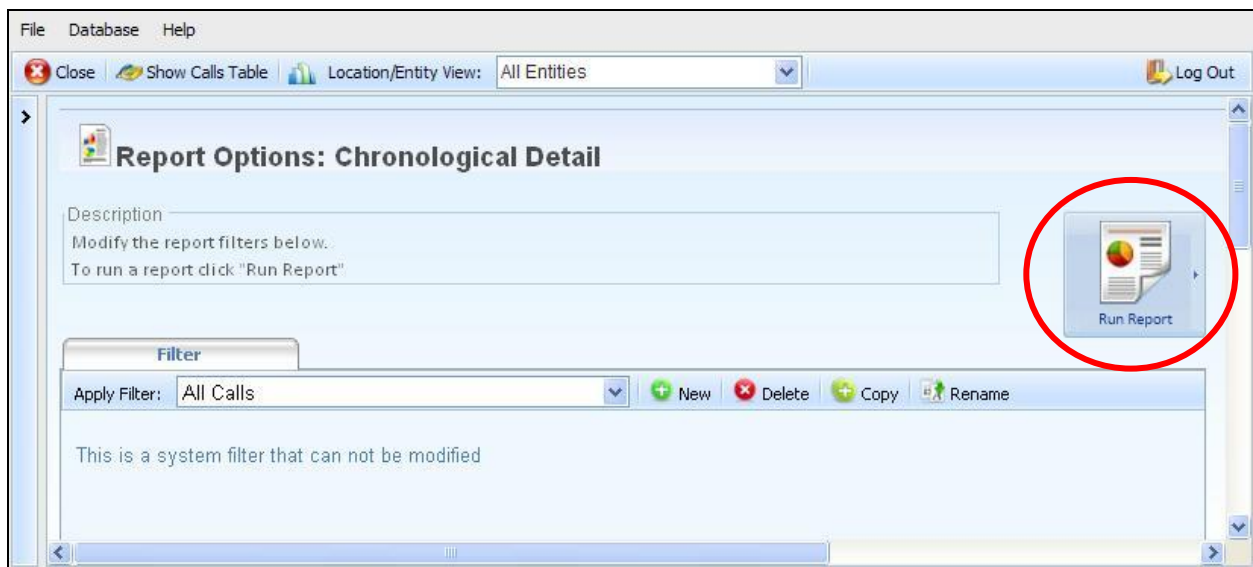 File Database Help
Close Show Calls Table Location/Entity View: All Entities Log Out
Report Options: Chronological Detail
Description
Modify the report filters below.
To run a report click "Run Report"
Run Report
Filter
Apply Filter: All Calls New Delete Copy Rename
This is a system filter that can not be modified